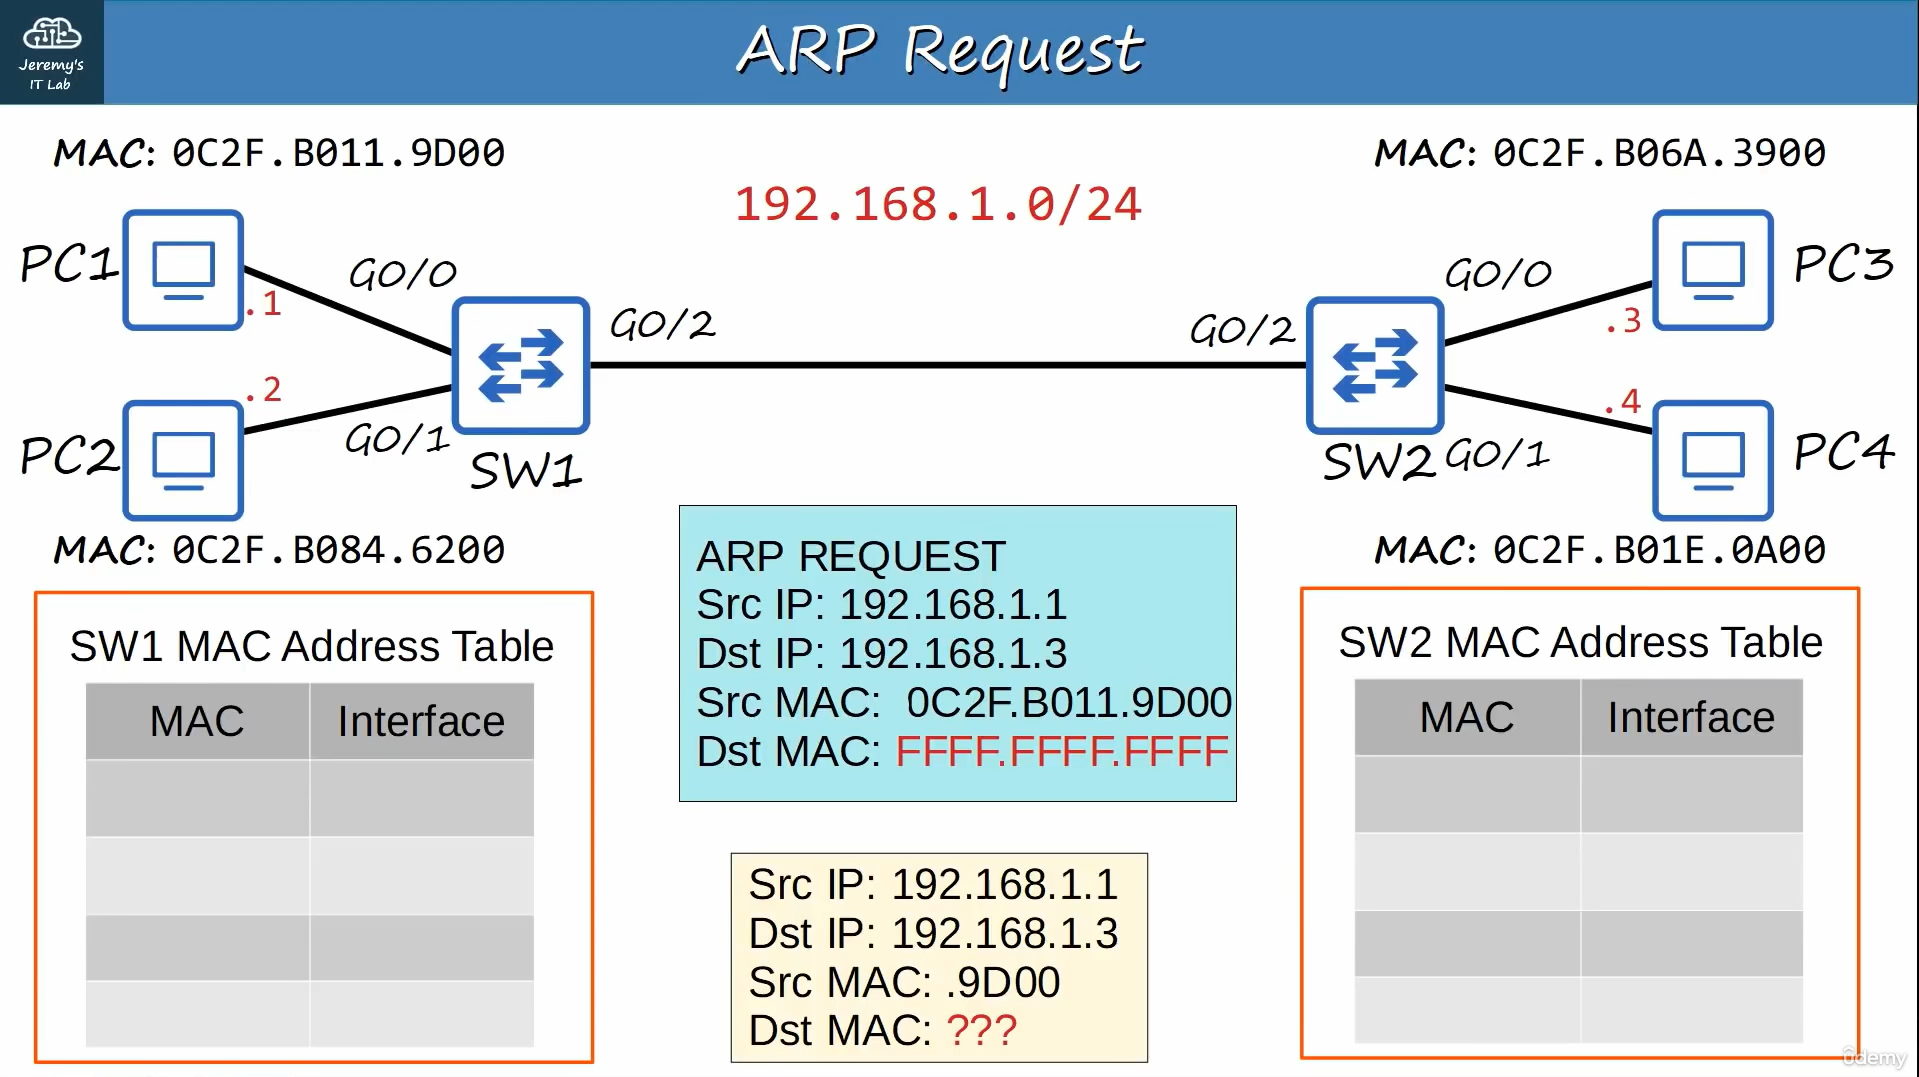 Jeremy's
IT Lab
ARP Request
MAC: 0C2F.B011.9D00
MAC: 0C2F.B06A.3900
192.168.1.0/24
PC1
.1
G0/0
G0/2
G0/2
G0/0
.3
PC3
PC2
.2
G0/1
SW1
SW2
G0/1
.4
PC4
MAC: 0C2F.B084.6200
MAC: 0C2F.B01E.0A00
ARP REQUEST
Src IP: 192.168.1.1
Dst IP: 192.168.1.3
Src MAC: 0C2F.B011.9D00
Dst MAC: FFFF.FFFF.FFFF
SW1 MAC Address Table
MAC Interface
SW2 MAC Address Table
MAC Interface
Src IP: 192.168.1.1
Dst IP: 192.168.1.3
Src MAC: .9D00
Dst MAC: ???
ûdemy